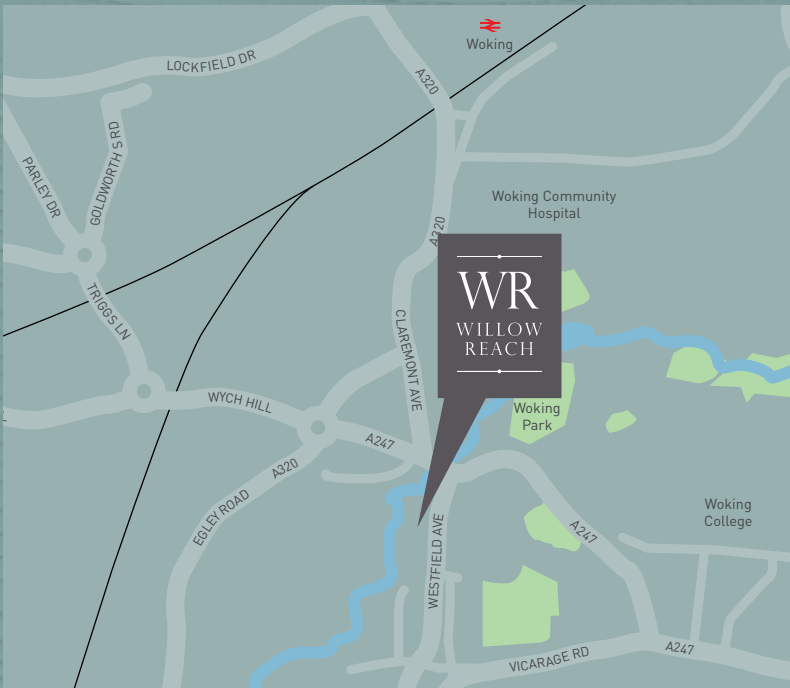 Woking
LOCKFIELD DR
A320
GOLDWORTH S RD
PARLEY DR
Woking Community
Hospital
A320
WR
WILLOW
REACH
TRIGGS LN
CLAREMONT AVE
WYCH HILL
Woking
Park
A247
A320
EGLEY ROAD
Woking
College
A247
WESTFIELD AVE
VICARAGE RD
A247